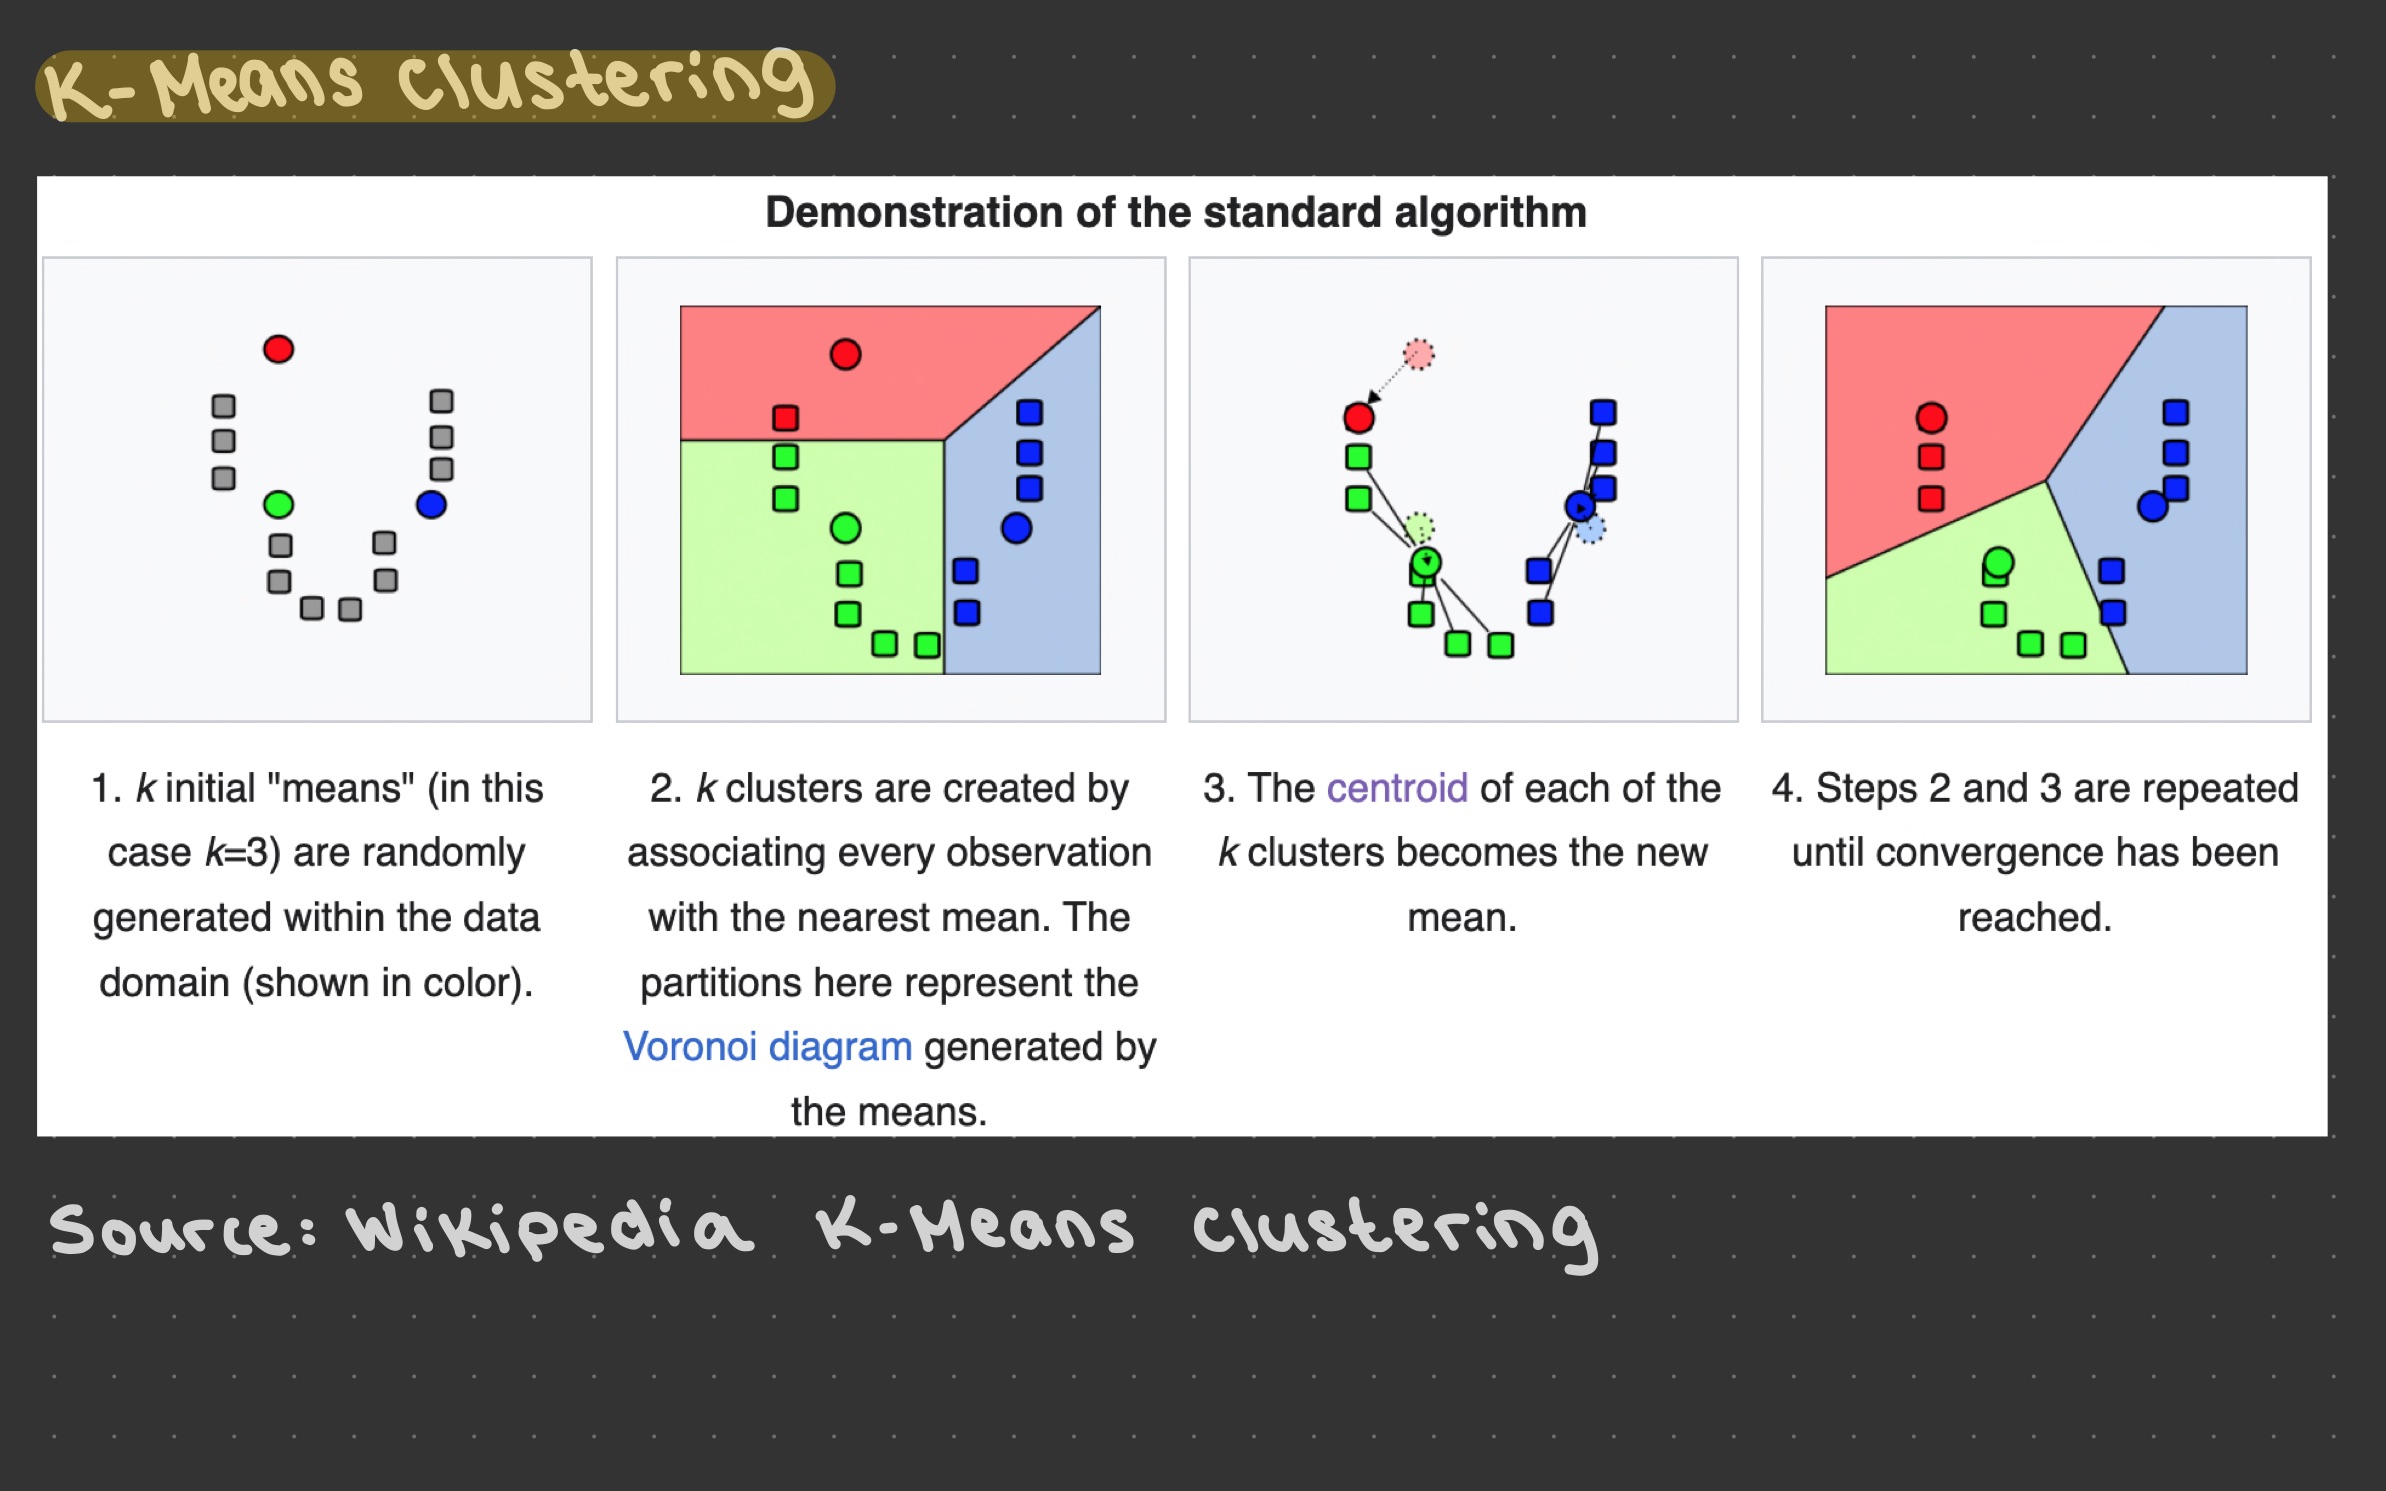 K-Means Clustering
Demonstration of the standard algorithm
1. k initial "means" (in this
case k=3) are randomly
generated within the data
domain (shown in color).
2. k clusters are created by
associating every observation
with the nearest mean. The
partitions here represent the
Voronoi diagram generated by
the means.
3. The centroid of each of the
k clusters becomes the new
mean.
4. Steps 2 and 3 are repeated
until convergence has been
reached.
Source: Wikipedia K-Means Clustering